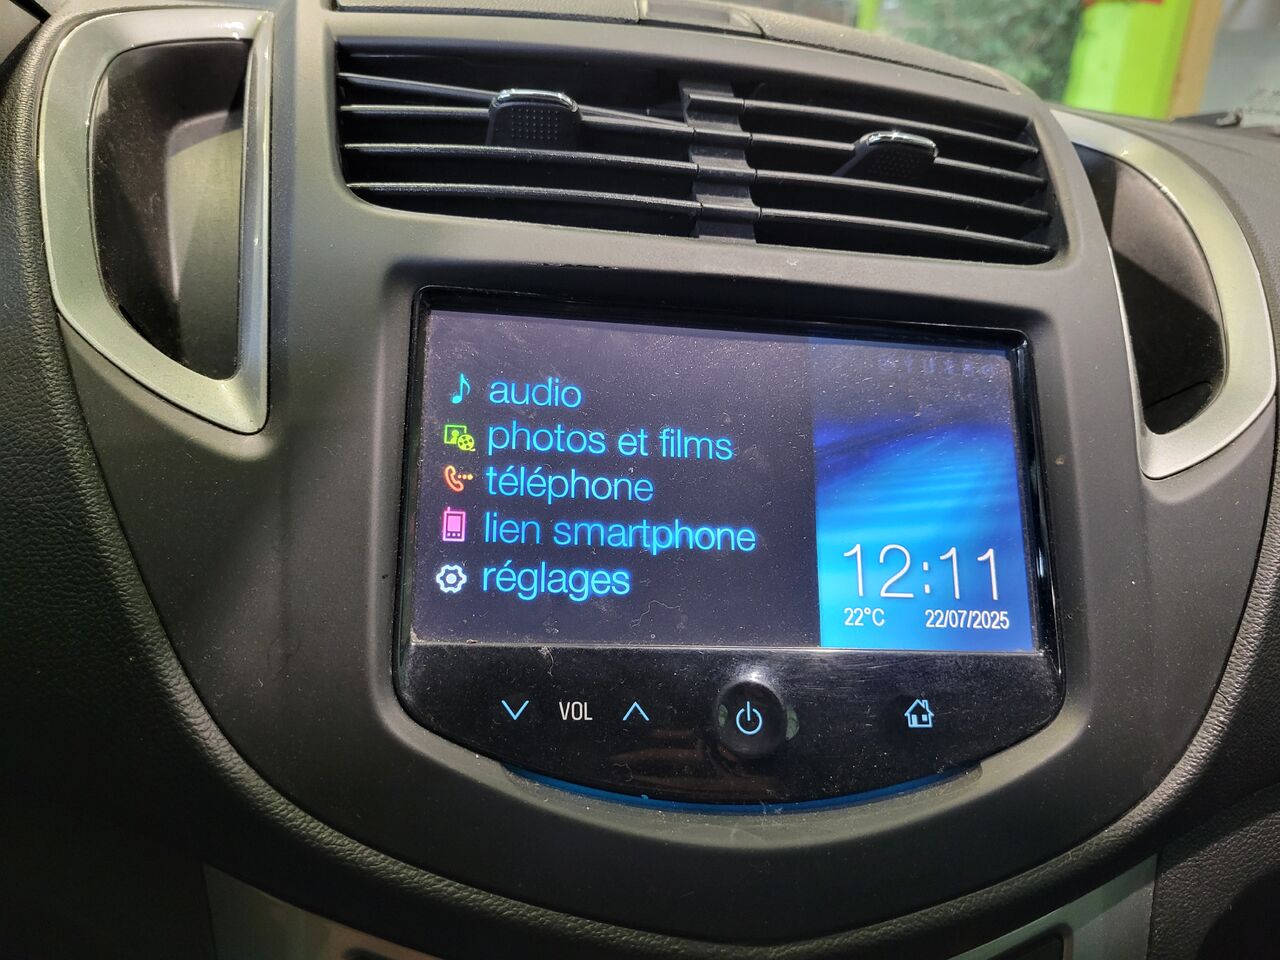 audio
photos et films
téléphone
lien smartphone
réglages
12:11
22°C 22/07/2025
VOL